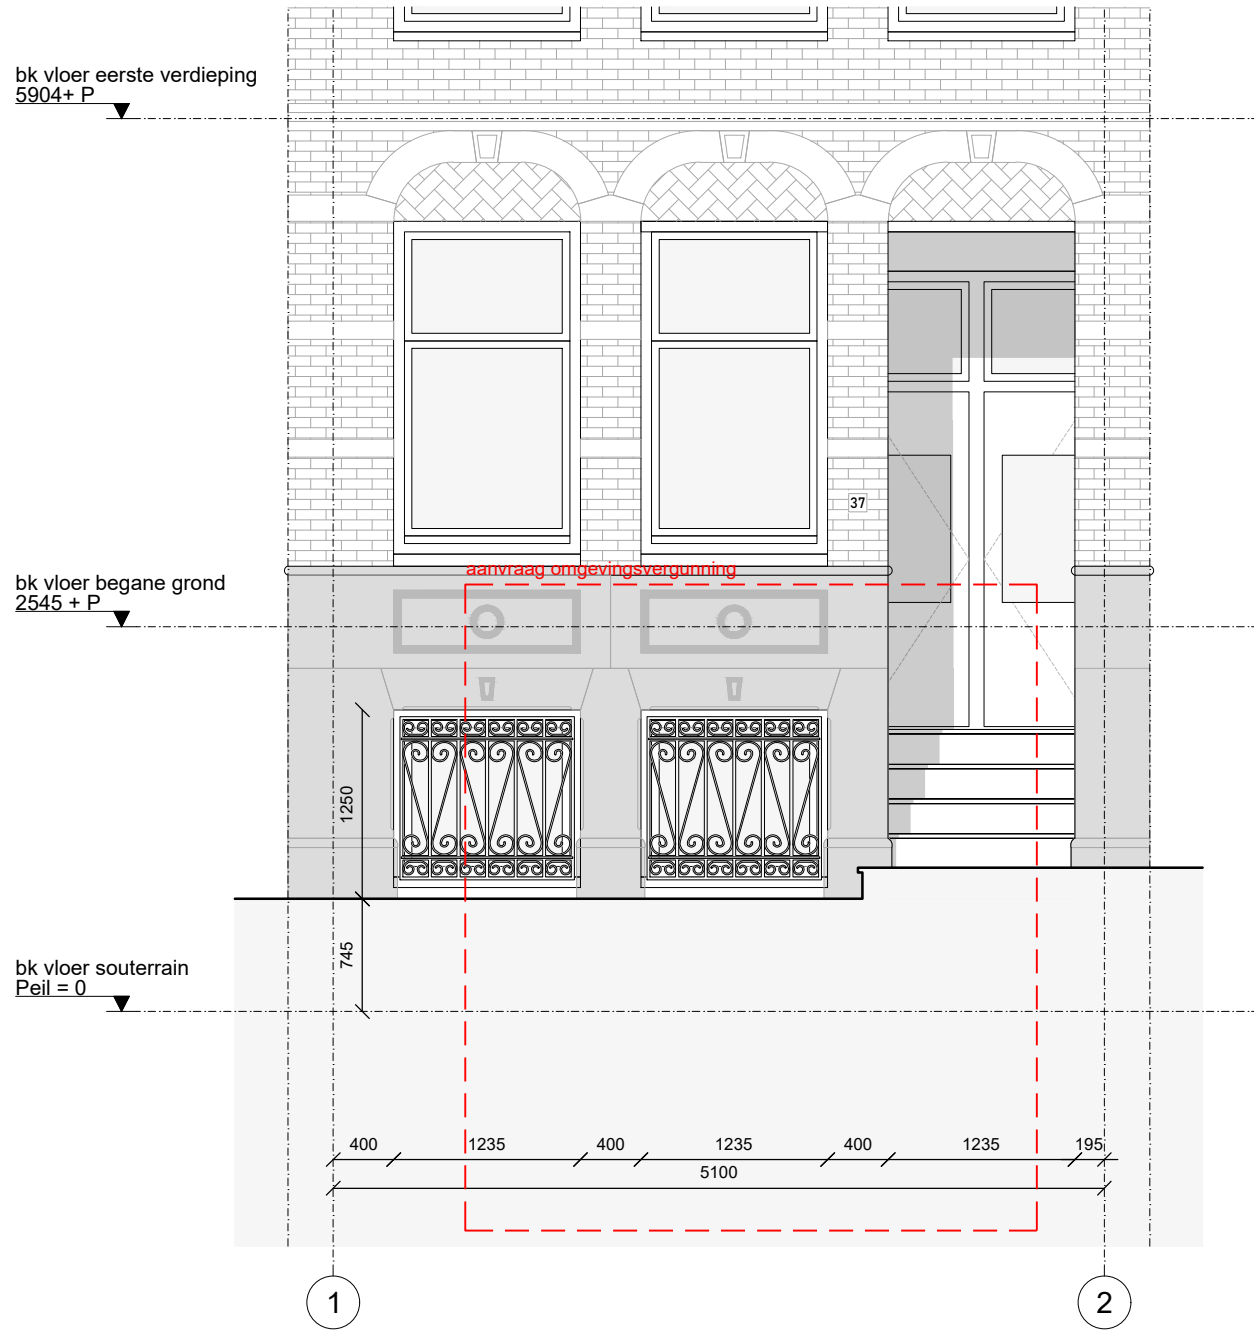 bk vloer eerste verdieping
5904+ P
37
aanvraag omgevingsvergunning
bk vloer begane grond
2545 + P
1250
745
bk vloer souterrain
Peil = 0
400 1235 400 1235 400 1235 195
5100
1 2